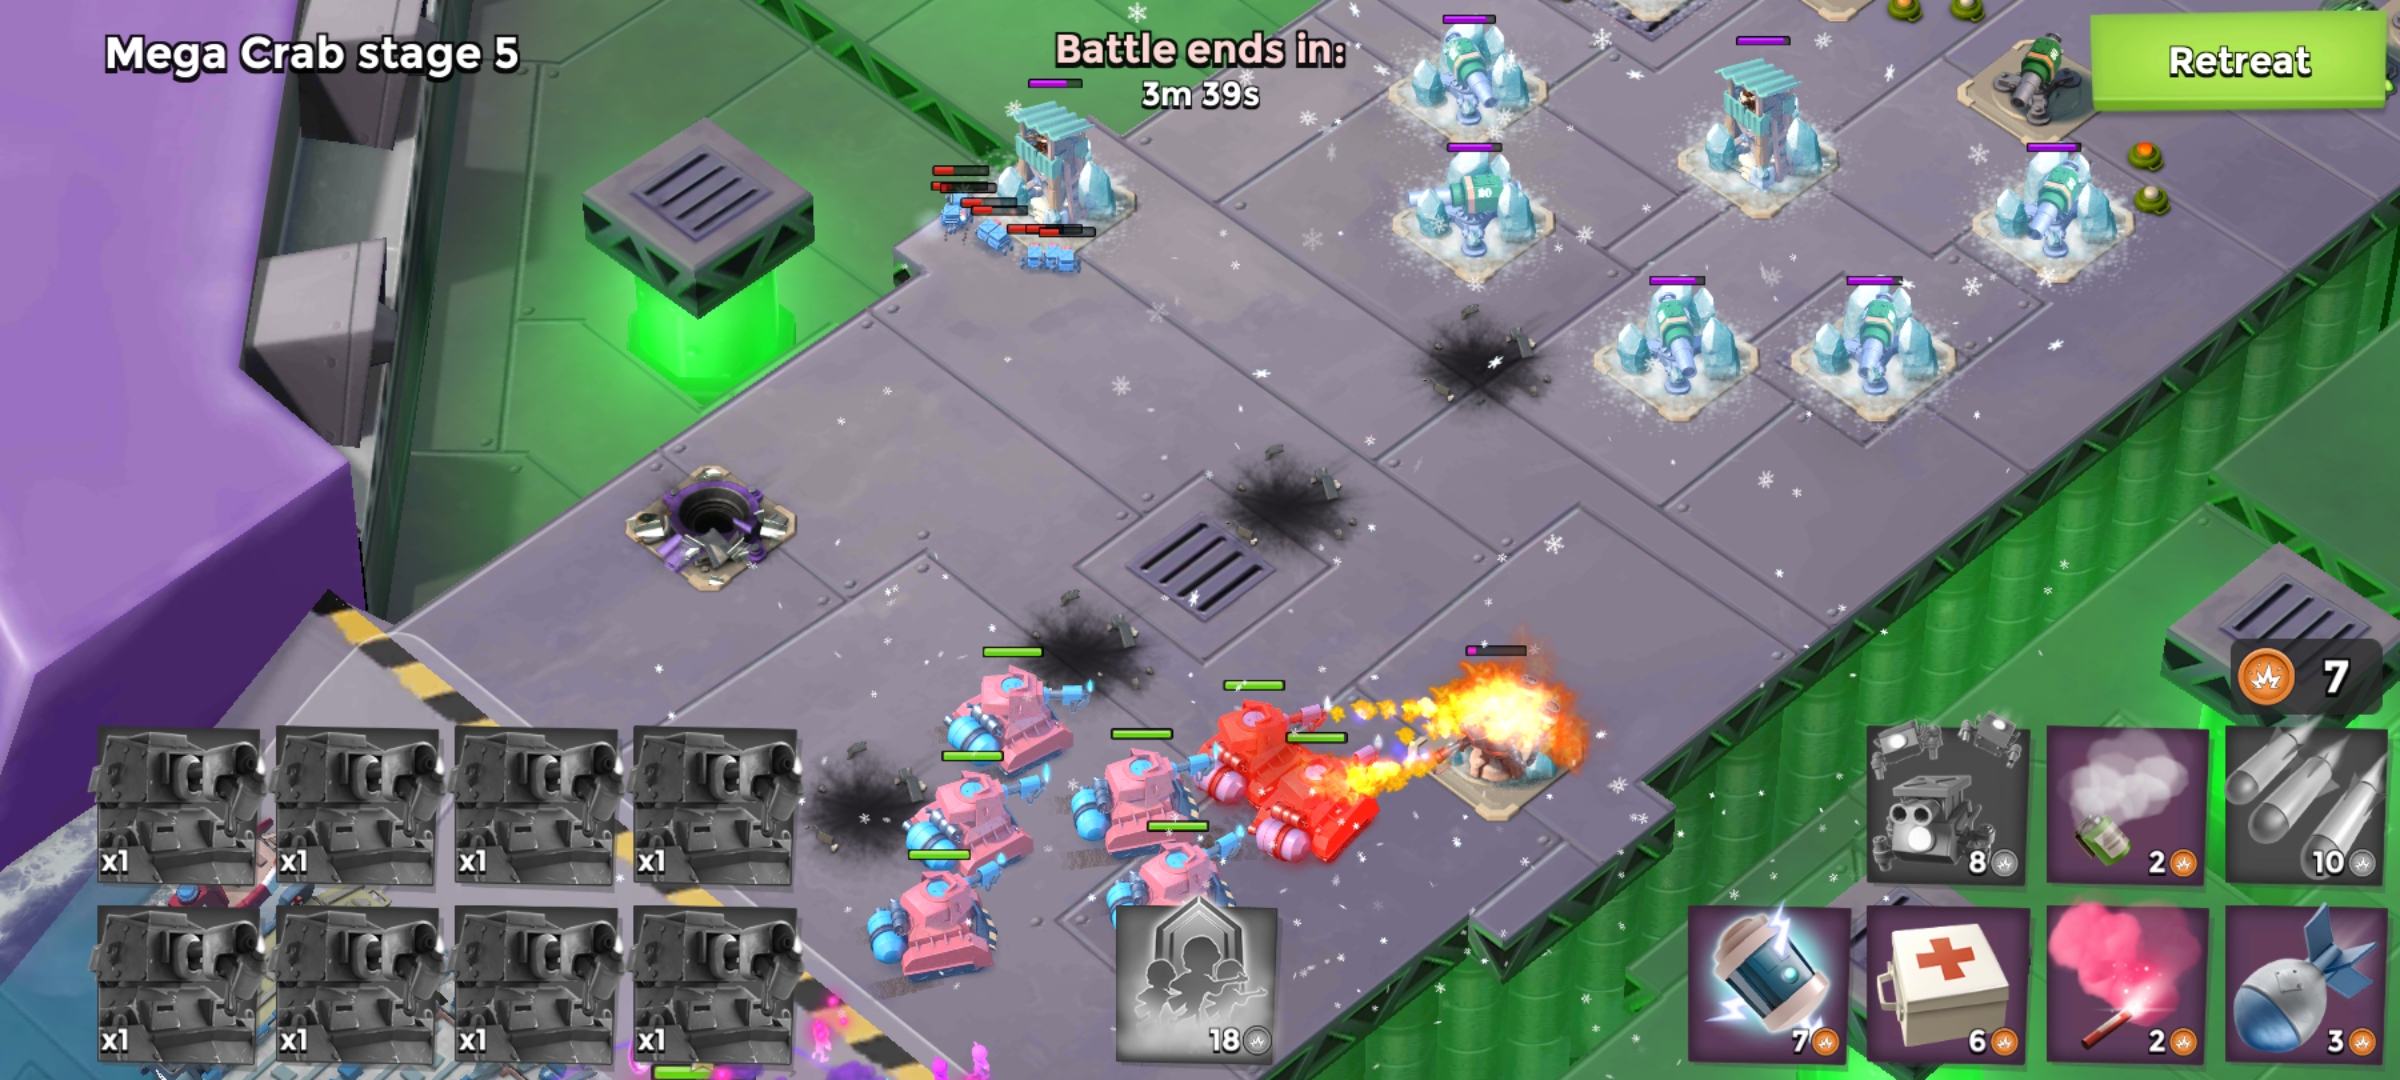 Mega Crab stage 5
Battle ends in:
3m 39s
Retreat
7
x1
x1
x1
x1
8
2
10
x1
x1
x1
x1
18
7
6
2
3